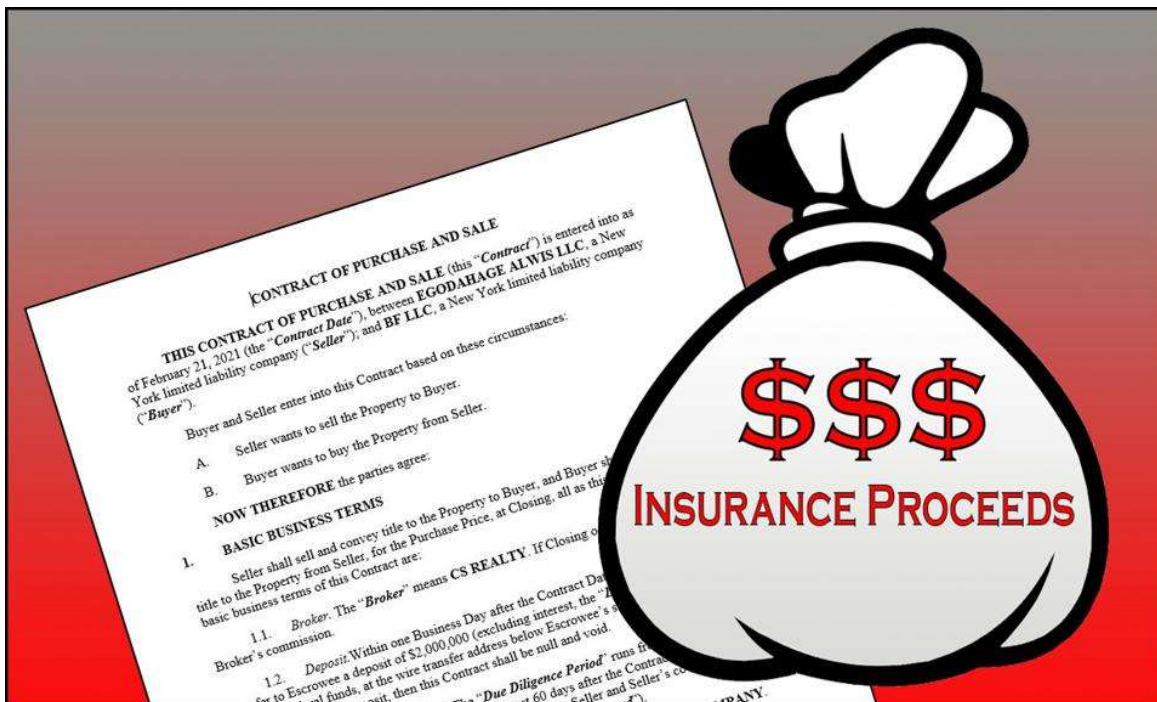 CONTRACT OF PURCHASE AND SALE
THIS CONTRACT OF PURCHASE AND SALE (this “Contract”) is entered into as
of February 21, 2021 (the “Contract Date”), between EGODAHAGE ALWIS LLC, a New
York limited liability company (“Seller”); and BF LLC, a New York limited liability company
(“Buyer”).
Buyer and Seller enter into this Contract based on these circumstances:
A. Seller wants to sell the Property to Buyer.
B. Buyer wants to buy the Property from Seller.
NOW THEREFORE the parties agree:
1. BASIC BUSINESS TERMS
Seller shall sell and convey title to the Property to Buyer, and Buyer
title to the Property from Seller, for the Purchase Price, at Closing, all as this
basic business terms of this Contract are:
1.1. Broker. The “Broker” means CS REALTY. If Closing
Broker’s commission.
1.2. Deposit. Within one Business Day after the Contract
to Escrowee a deposit of $2,000,000 (excluding interest, the
funds, at the wire transfer address below Escrowee’s
then this Contract shall be null and void.
The “Due Diligence Period” runs
60 days after the
Seller and Seller’s
$$$
INSURANCE PROCEEDS